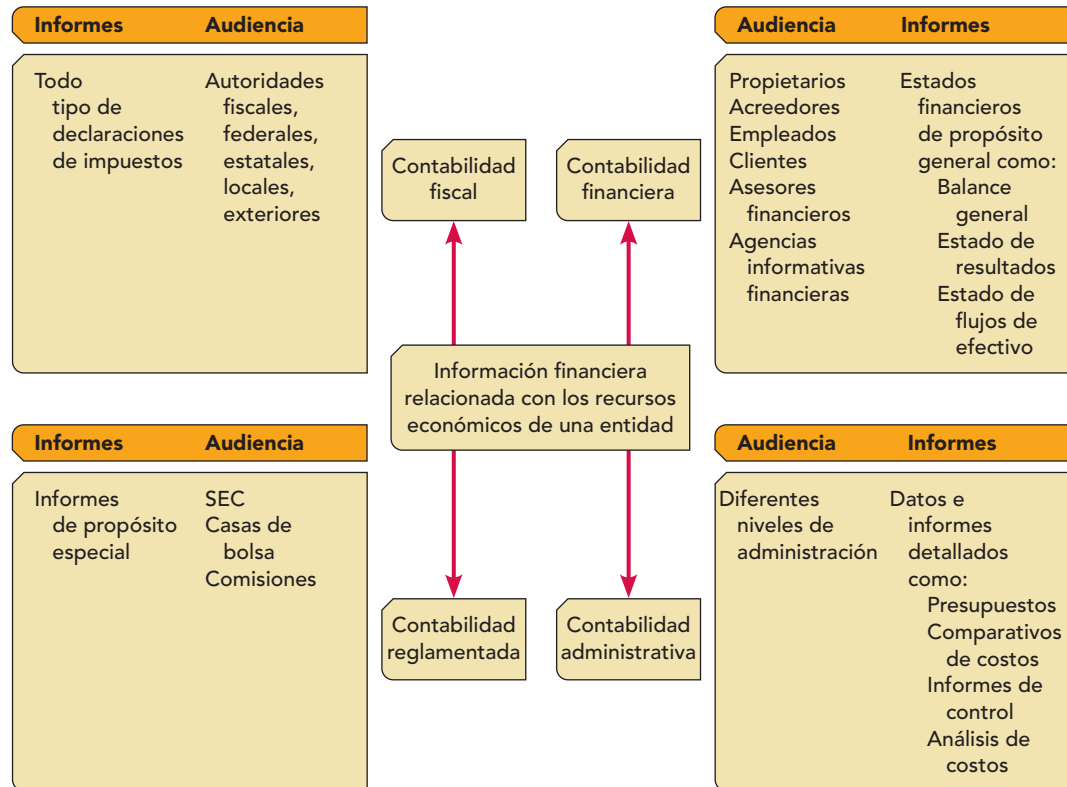 Informes Audiencia
Todo
tipo de
declaraciones
de impuestos
Autoridades
fiscales,
federales,
estatales,
locales,
exteriores
Contabilidad
fiscal
Contabilidad
financiera
Audiencia Informes
Propietarios
Acreedores
Empleados
Clientes
Asesores
financieros
Agencias
informativas
financieras
Estados
financieros
de propósito
general como:
Balance
general
Estado de
resultados
Estado de
flujos de
efectivo
Información financiera
relacionada con los recursos
económicos de una entidad
Informes Audiencia
Informes
de propósito
especial
SEC
Casas de
bolsa
Comisiones
Contabilidad
reglamentada
Contabilidad
administrativa
Audiencia Informes
Diferentes
niveles de
administración
Datos e
informes
detallados
como:
Presupuestos
Comparativos
de costos
Informes de
control
Análisis de
costos